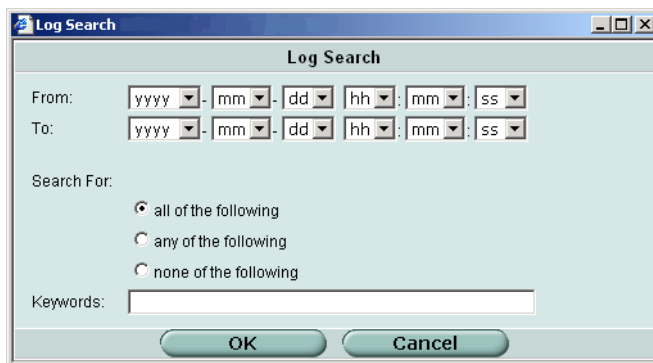 Log Search
Log Search
From: yyyy - mm - dd hh : mm : ss
To: yyyy - mm - dd hh : mm : ss
Search For:
all of the following
any of the following
none of the following
Keywords:
OK Cancel